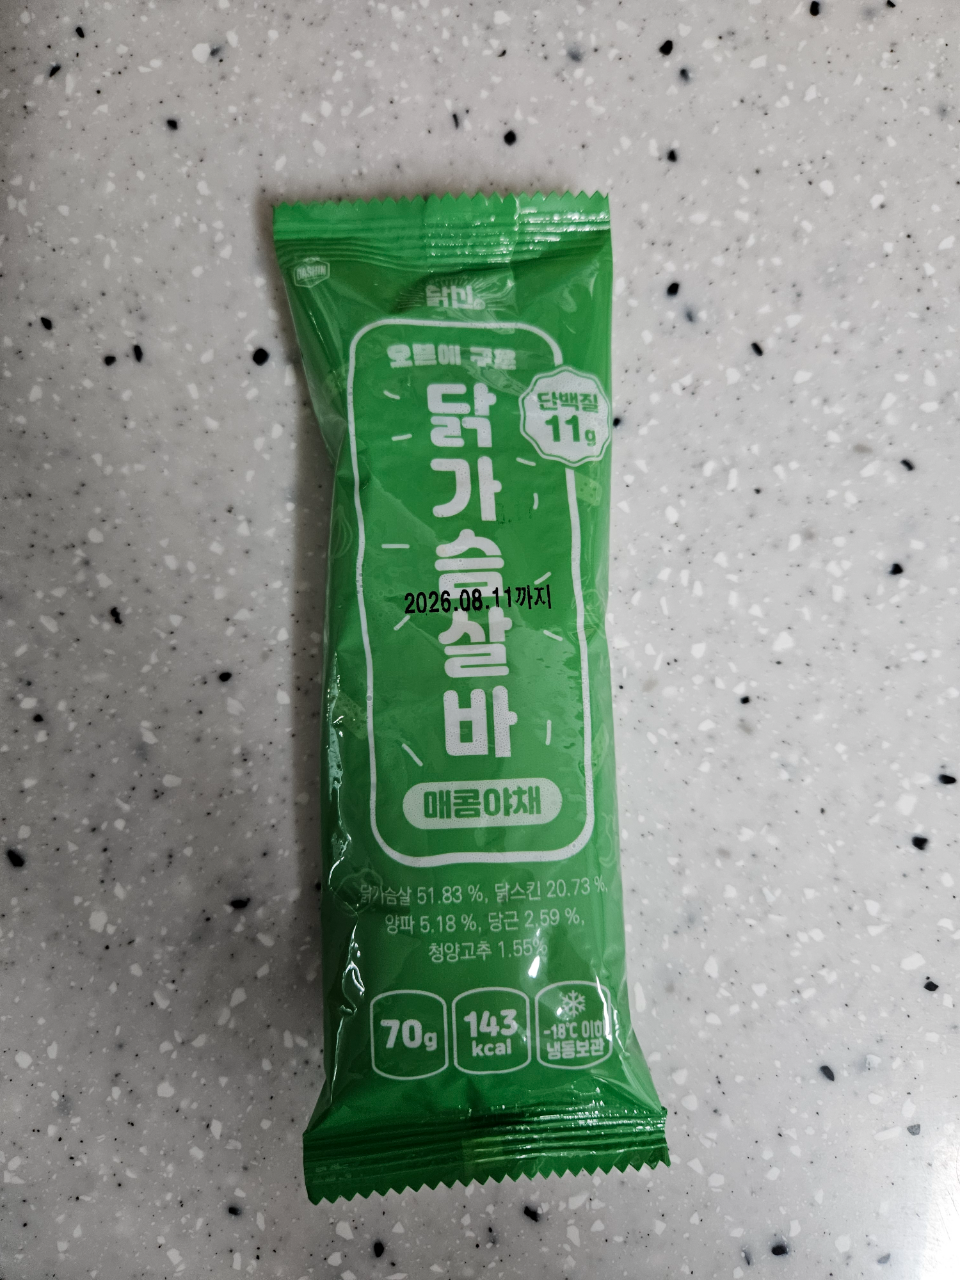 HASHIN
닭신
오븐에 구운
단백질
11g
닭가슴살바
2026.08.11까지
매콤야채
닭가슴살 51.83 %, 닭스킨 20.73 %,
양파 5.18 %, 당근 2.59 %,
청양고추 1.55%
70g
143
kcal
-18℃ 이하
냉동보관